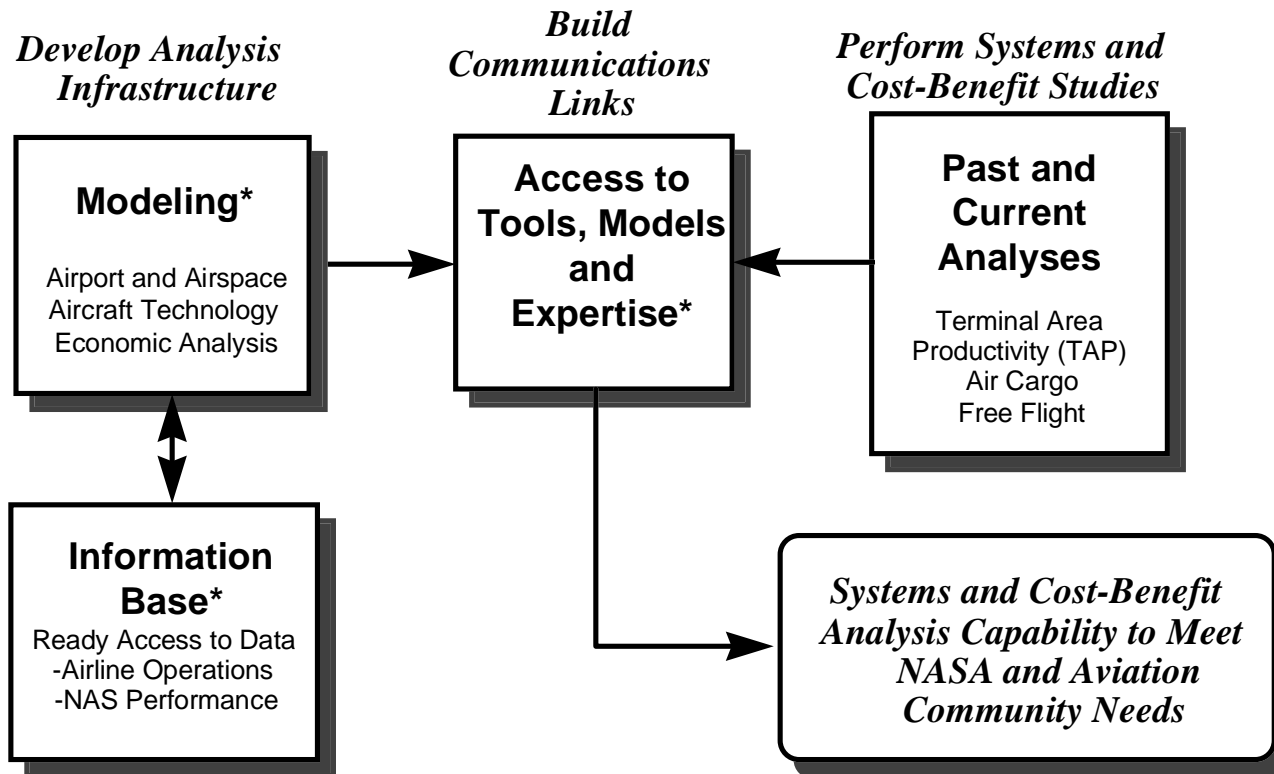 Develop Analysis
Infrastructure
Build
Communications
Links
Perform Systems and
Cost-Benefit Studies
Modeling*
Airport and Airspace
Aircraft Technology
Economic Analysis
Access to
Tools, Models
and
Expertise*
Past and
Current
Analyses
Terminal Area
Productivity (TAP)
Air Cargo
Free Flight
Information
Base*
Ready Access to Data
-Airline Operations
-NAS Performance
Systems and Cost-Benefit
Analysis Capability to Meet
NASA and Aviation
Community Needs